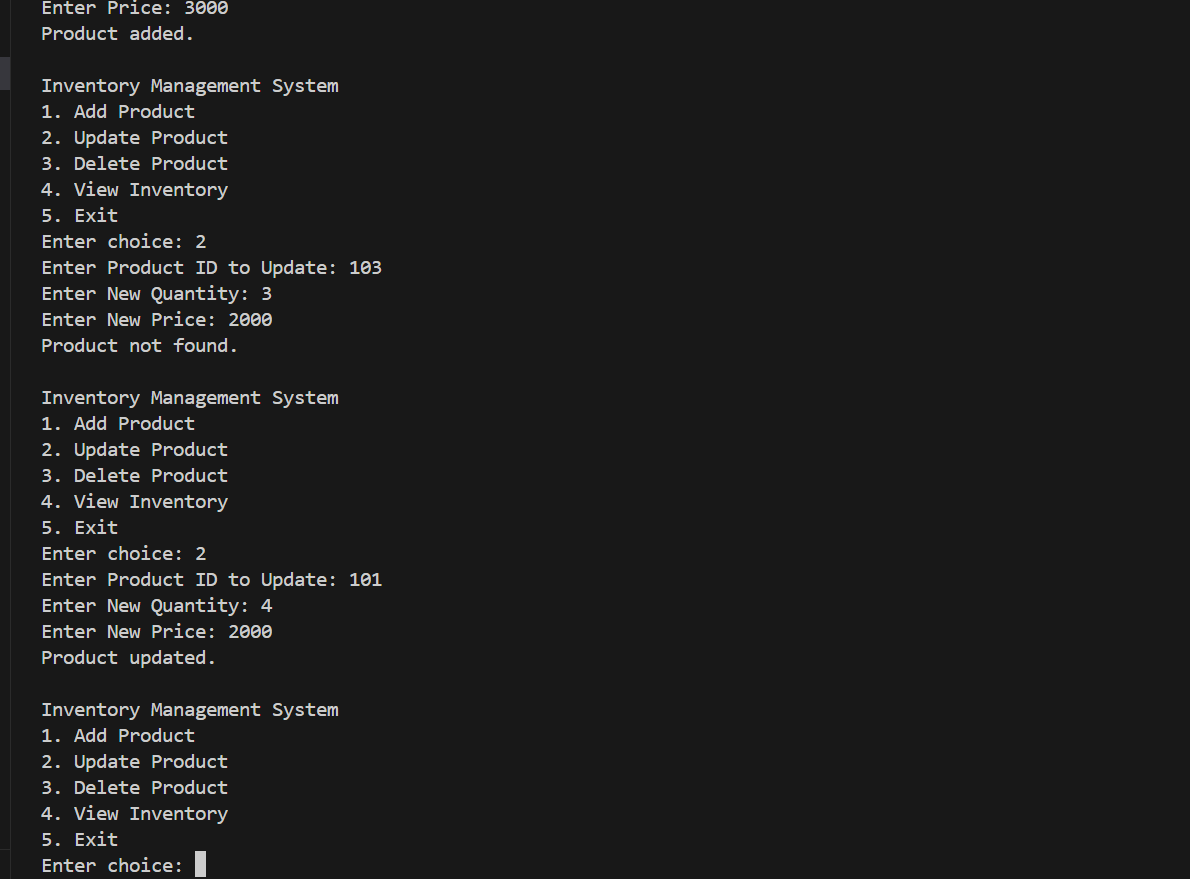 Enter Price: 3000
Product added.
Inventory Management System
1. Add Product
2. Update Product
3. Delete Product
4. View Inventory
5. Exit
Enter choice: 2
Enter Product ID to Update: 103
Enter New Quantity: 3
Enter New Price: 2000
Product not found.
Inventory Management System
1. Add Product
2. Update Product
3. Delete Product
4. View Inventory
5. Exit
Enter choice: 2
Enter Product ID to Update: 101
Enter New Quantity: 4
Enter New Price: 2000
Product updated.
Inventory Management System
1. Add Product
2. Update Product
3. Delete Product
4. View Inventory
5. Exit
Enter choice: